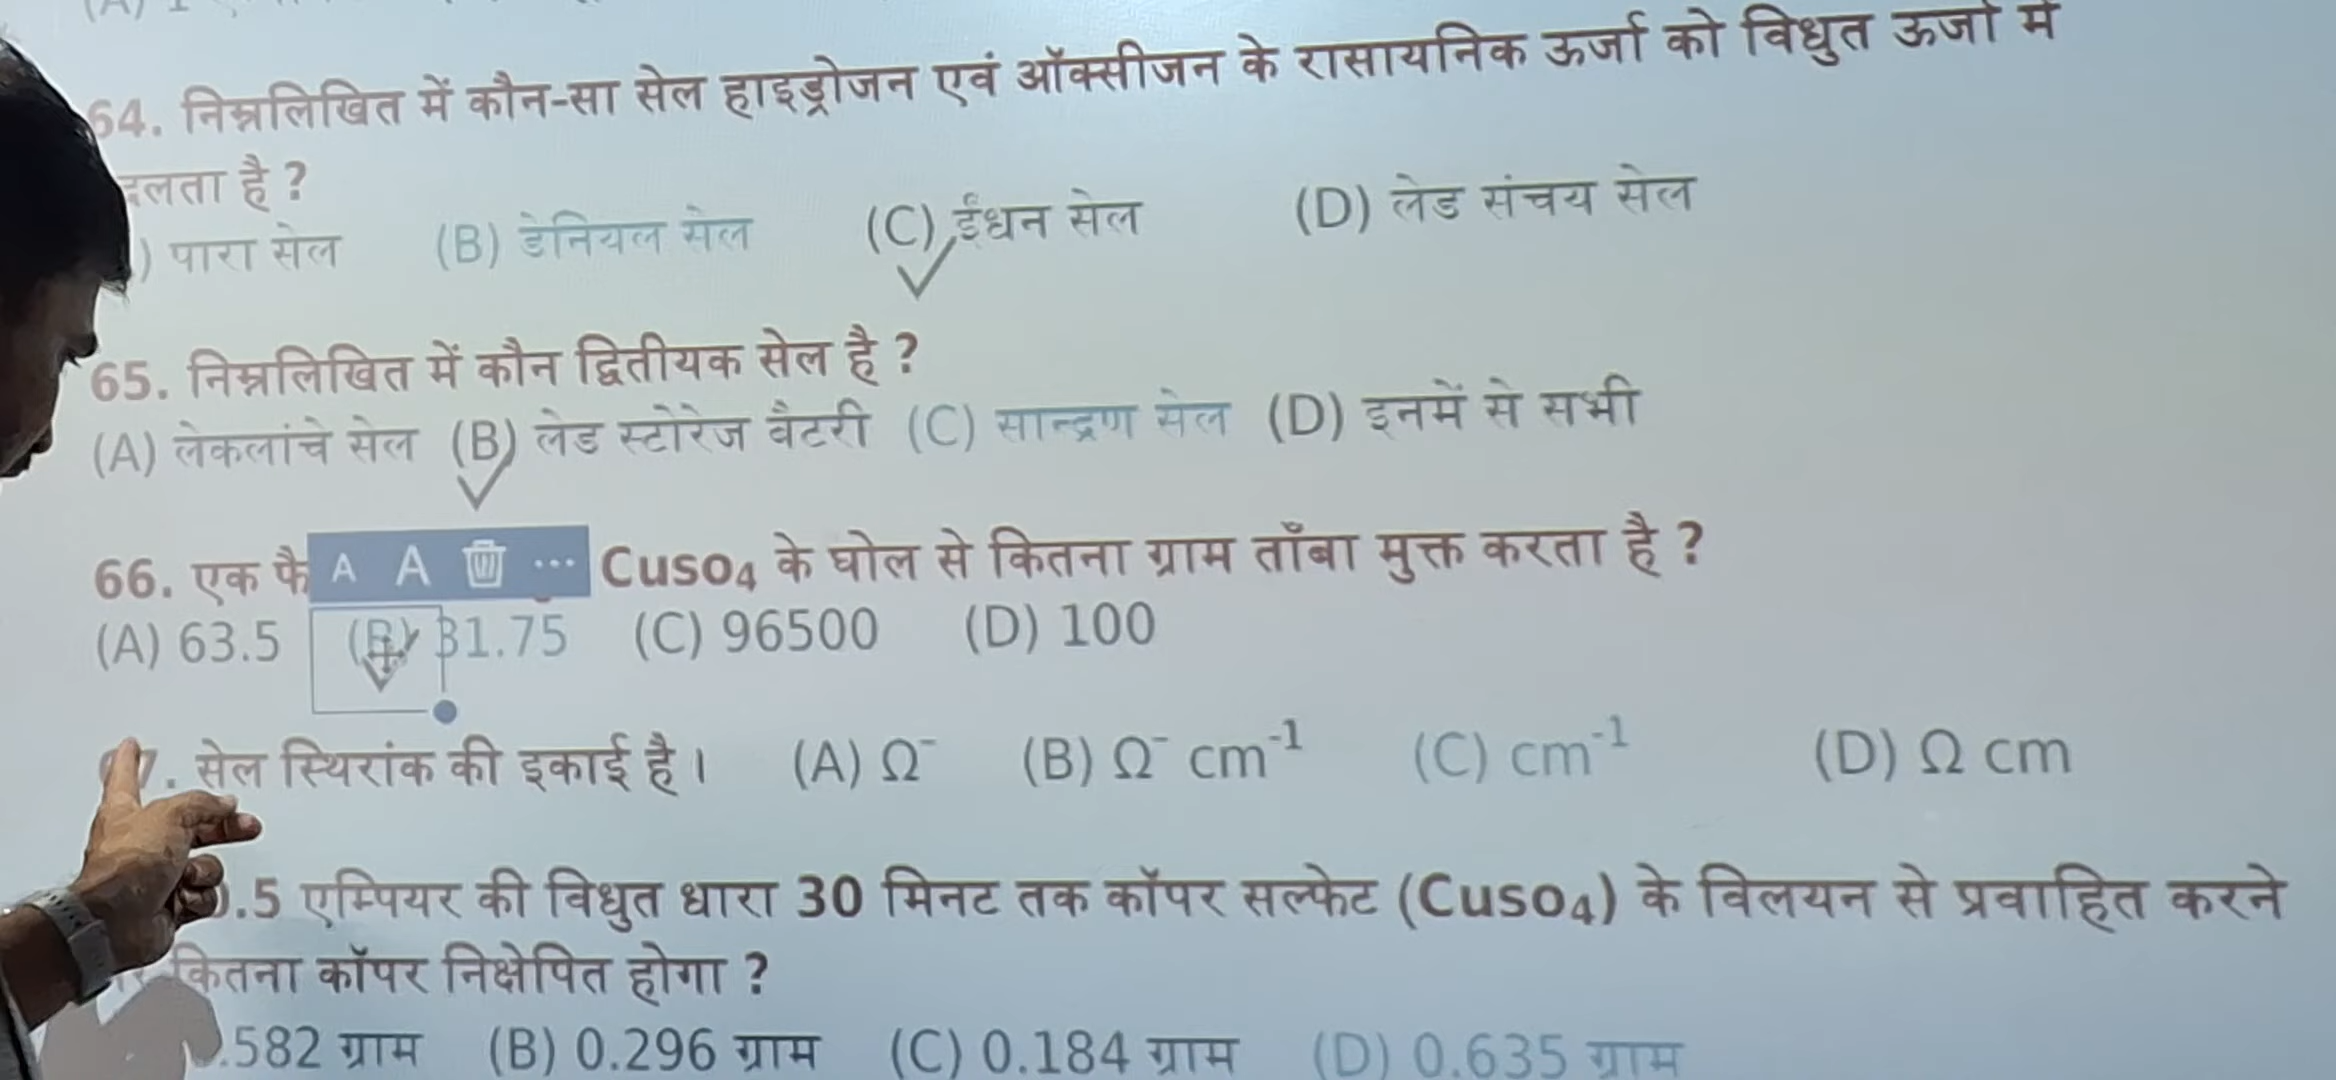 64. निम्नलिखित में कौन-सा सेल हाइड्रोजन एवं ऑक्सीजन के रासायनिक ऊर्जा को विधुत ऊर्जा में
दलता है ?
) पारा सेल (B) डेनियल सेल (C) ईंधन सेल (D) लेड संचय सेल
65. निम्नलिखित में कौन द्वितीयक सेल है ?
(A) लेकलांचे सेल (B) लेड स्टोरेज बैटरी (C) सान्द्रण सेल (D) इनमें से सभी
66. एक फै A A ... Cuso₄ के घोल से कितना ग्राम ताँबा मुक्त करता है ?
(A) 63.5 (B) 31.75 (C) 96500 (D) 100
7. सेल स्थिरांक की इकाई है। (A) Ω⁻ (B) Ω⁻ cm⁻¹ (C) cm⁻¹ (D) Ω cm
.5 एम्पियर की विधुत धारा 30 मिनट तक कॉपर सल्फेट (Cuso₄) के विलयन से प्रवाहित करने
कितना कॉपर निक्षेपित होगा ?
.582 ग्राम (B) 0.296 ग्राम (C) 0.184 ग्राम (D) 0.635 ग्राम